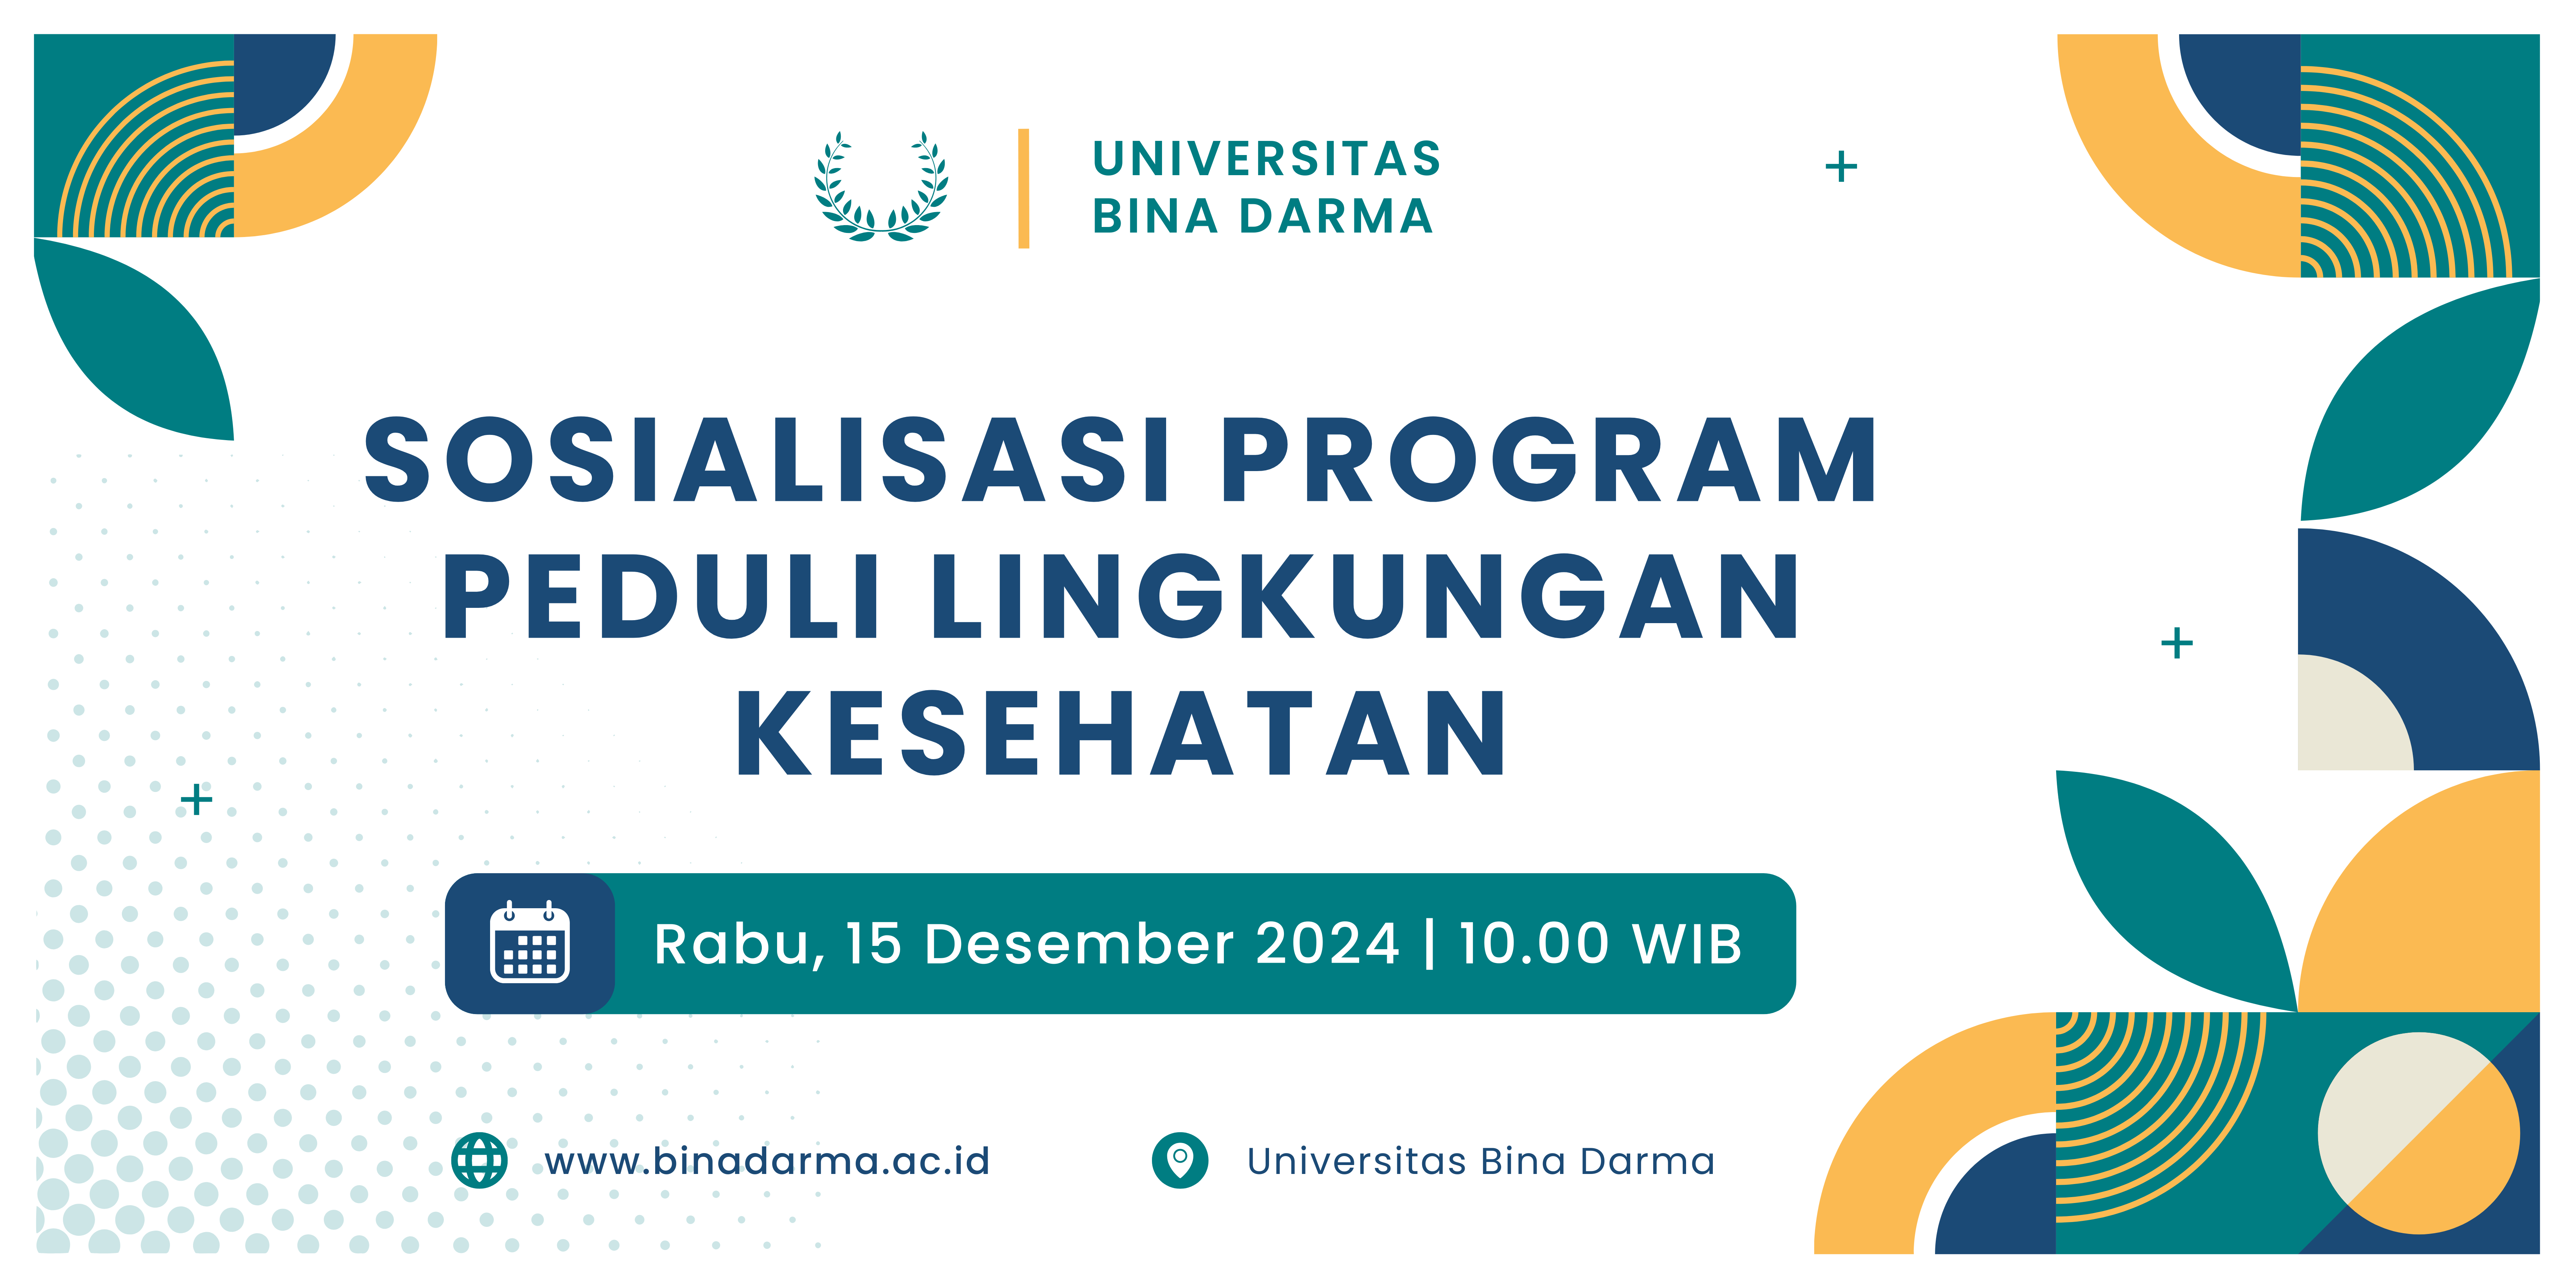 UNIVERSITAS
BINA DARMA
SOSIALISASI PROGRAM
PEDULI LINGKUNGAN
KESEHATAN
Rabu, 15 Desember 2024 | 10.00 WIB
www.binadarma.ac.id
Universitas Bina Darma